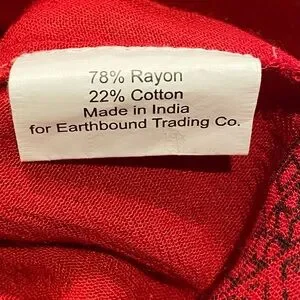 78% Rayon
22% Cotton
Made in India
for Earthbound Trading Co.